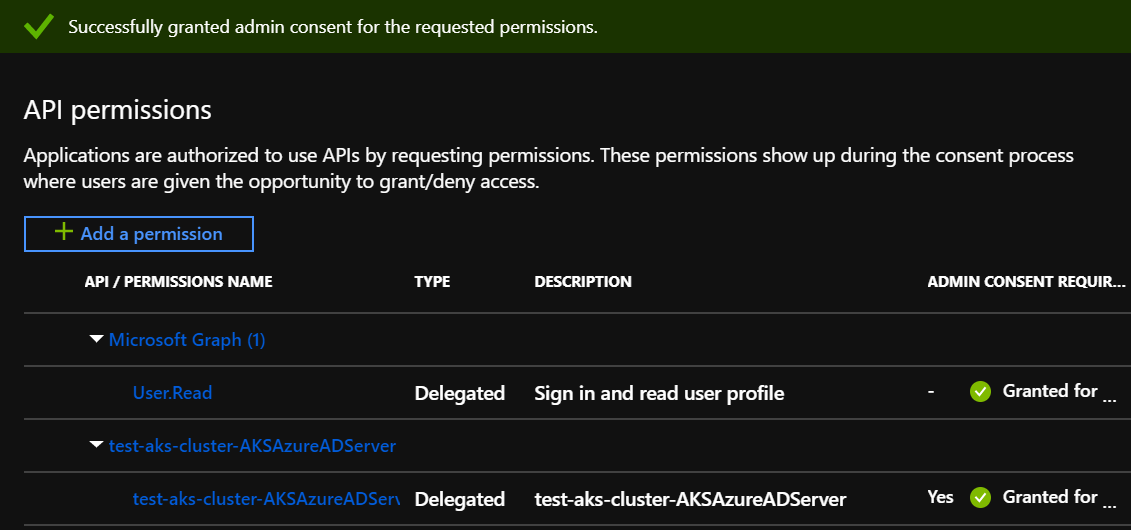 Successfully granted admin consent for the requested permissions.
API permissions
Applications are authorized to use APIs by requesting permissions. These permissions show up during the consent process
where users are given the opportunity to grant/deny access.
+ Add a permission
API / PERMISSIONS NAME TYPE DESCRIPTION ADMIN CONSENT REQUIR...
Microsoft Graph (1)
User.Read Delegated Sign in and read user profile - Granted for ...
test-aks-cluster-AKSAzureADServer
test-aks-cluster-AKSAzureADServ Delegated test-aks-cluster-AKSAzureADServer Yes Granted for ...